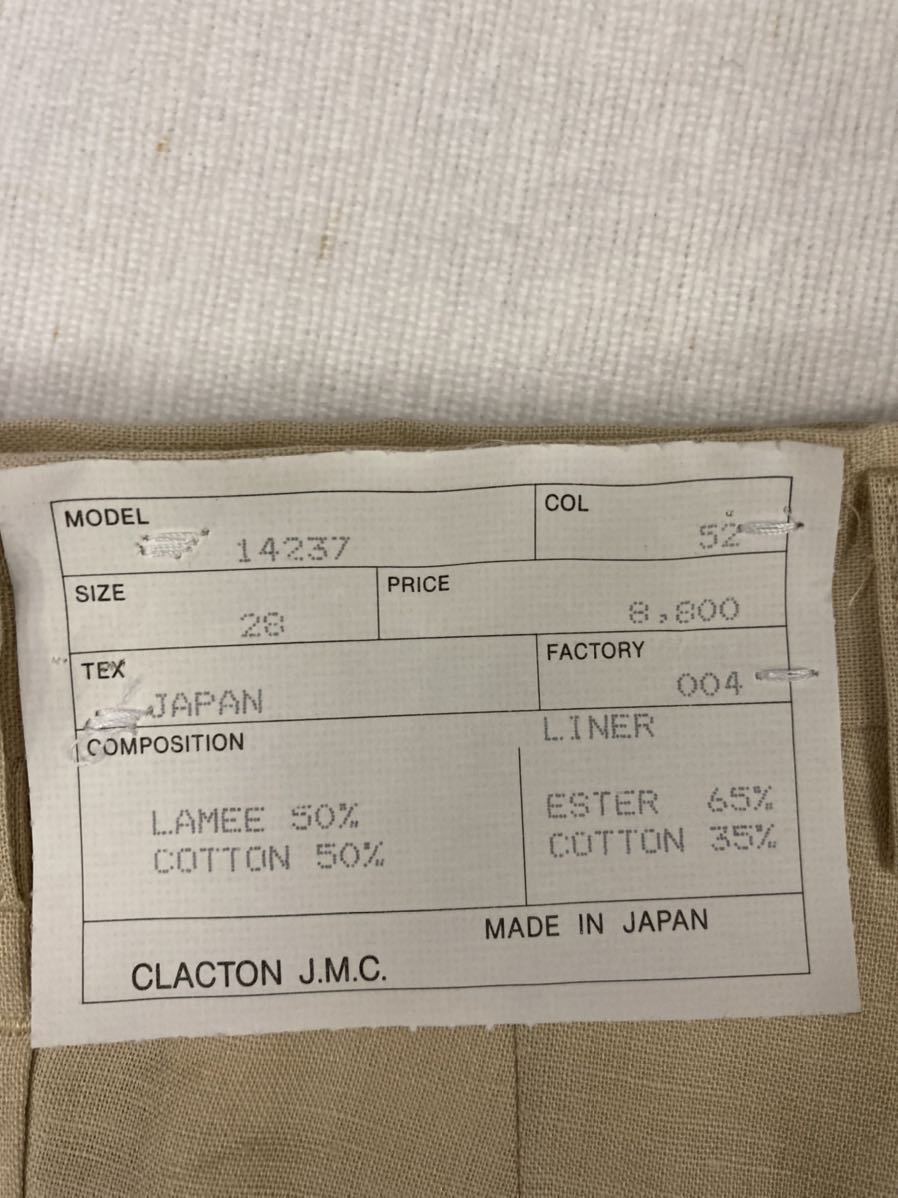 MODEL
14237
COL
52
SIZE
28
PRICE
8,800
TEX
JAPAN
FACTORY
004
COMPOSITION
LAMEE 50%
COTTON 50%
LINER
ESTER 65%
COTTON 35%
MADE IN JAPAN
CLACTON J.M.C.